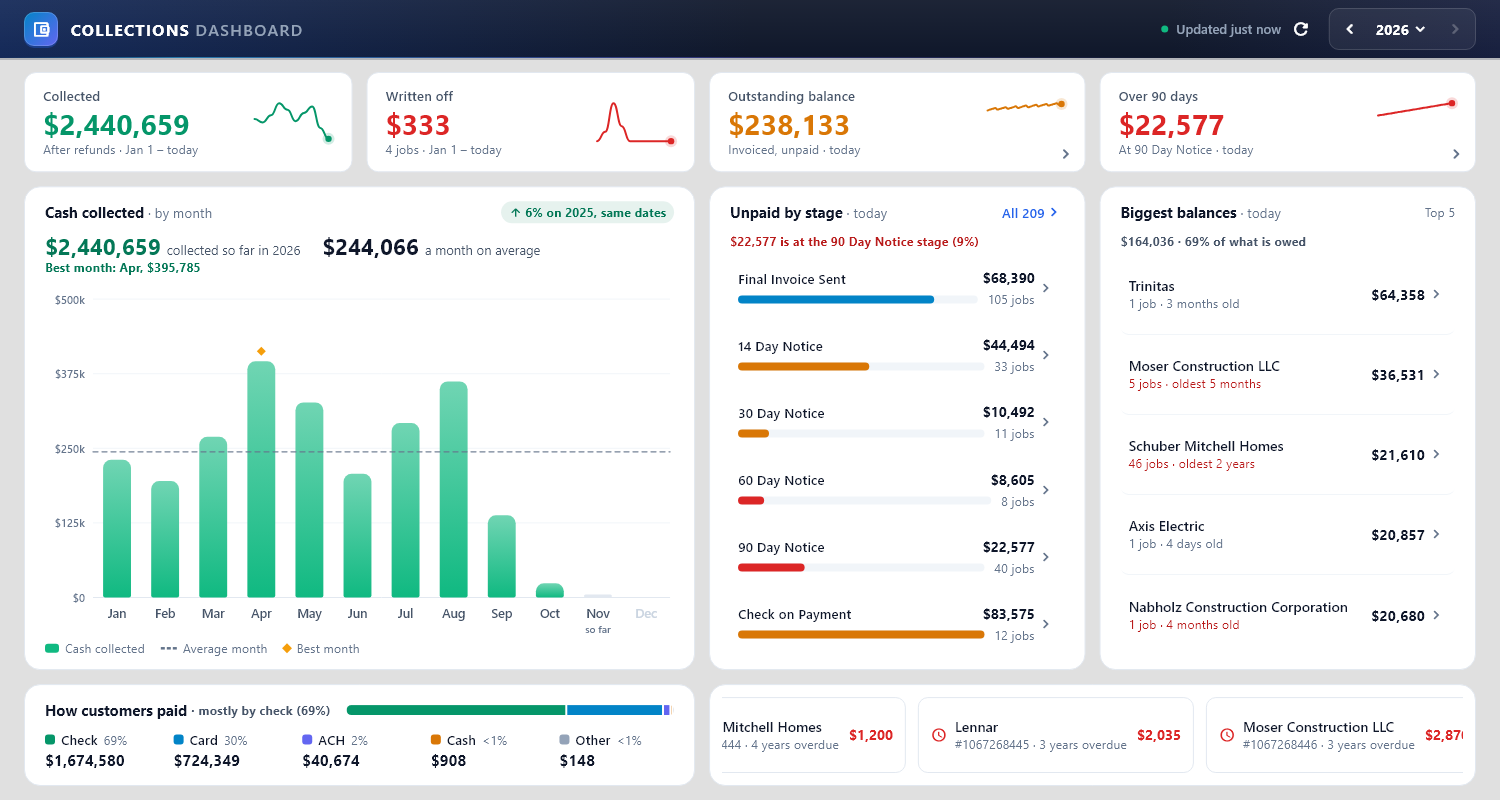 COLLECTIONS DASHBOARD
Updated just now
2026
Collected
$2,440,659
After refunds · Jan 1 – today
Written off
$333
4 jobs · Jan 1 – today
Outstanding balance
$238,133
Invoiced, unpaid · today
Over 90 days
$22,577
At 90 Day Notice · today
Cash collected · by month
↑ 6% on 2025, same dates
$2,440,659 collected so far in 2026
$244,066 a month on average
Best month: Apr, $395,785
$500k
$375k
$250k
$125k
$0
Jan Feb Mar Apr May Jun Jul Aug Sep Oct Nov Dec
so far
Cash collected
Average month
Best month
Unpaid by stage · today
All 209
$22,577 is at the 90 Day Notice stage (9%)
Final Invoice Sent $68,390
105 jobs
14 Day Notice $44,494
33 jobs
30 Day Notice $10,492
11 jobs
60 Day Notice $8,605
8 jobs
90 Day Notice $22,577
40 jobs
Check on Payment $83,575
12 jobs
Biggest balances · today
Top 5
$164,036 · 69% of what is owed
Trinitas
1 job · 3 months old
$64,358
Moser Construction LLC
5 jobs · oldest 5 months
$36,531
Schuber Mitchell Homes
46 jobs · oldest 2 years
$21,610
Axis Electric
1 job · 4 days old
$20,857
Nabholz Construction Corporation
1 job · 4 months old
$20,680
How customers paid · mostly by check (69%)
Check 69%
$1,674,580
Card 30%
$724,349
ACH 2%
$40,674
Cash <1%
$908
Other <1%
$148
Mitchell Homes
444 · 4 years overdue
$1,200
Lennar
#1067268445 · 3 years overdue
$2,035
Moser Construction LLC
#1067268446 · 3 years overdue